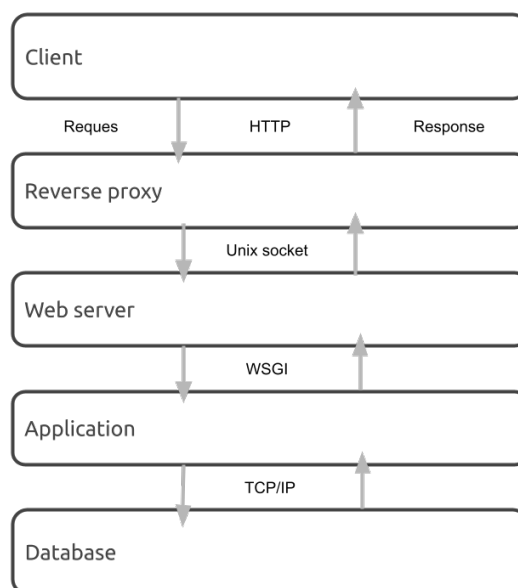 Client
Reques HTTP Response
Reverse proxy
Unix socket
Web server
WSGI
Application
TCP/IP
Database